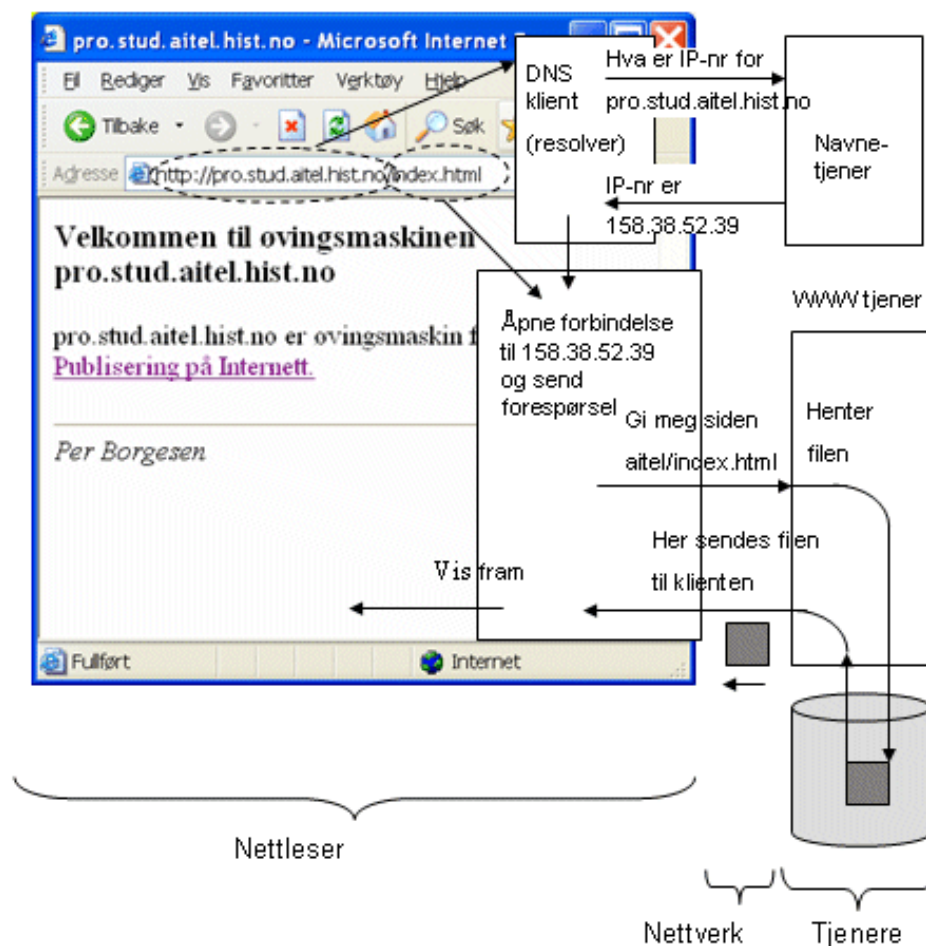 pro.stud.aitel.hist.no - Microsoft Internet
Fil Rediger Vis Favoritter Verktøy Hjelp
Tilbake Søk
Adresse http://pro.stud.aitel.hist.no/index.html
DNS
klient
(resolver)
Hva er IP-nr for
pro.stud.aitel.hist.no
IP-nr er
158.38.52.39
Navne-
tjener
Velkommen til øvingsmaskinen
pro.stud.aitel.hist.no
pro.stud.aitel.hist.no er øvingsmaskin f
Publisering på Internett.
Per Borgesen
Åpne forbindelse
til 158.38.52.39
og send
forespørsel
WWW tjener
Gi meg siden
aitel/index.html
Henter
filen
Her sendes filen
til klienten
Vis fram
Fullført Internet
Nettleser
Nettverk
Tjenere